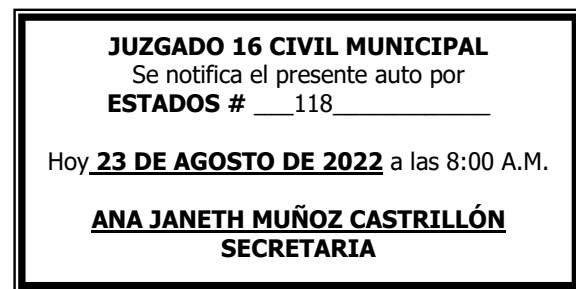 JUZGADO 16 CIVIL MUNICIPAL
Se notifica el presente auto por
ESTADOS # ___118____________
Hoy 23 DE AGOSTO DE 2022 a las 8:00 A.M.
ANA JANETH MUÑOZ CASTRILLÓN
SECRETARIA